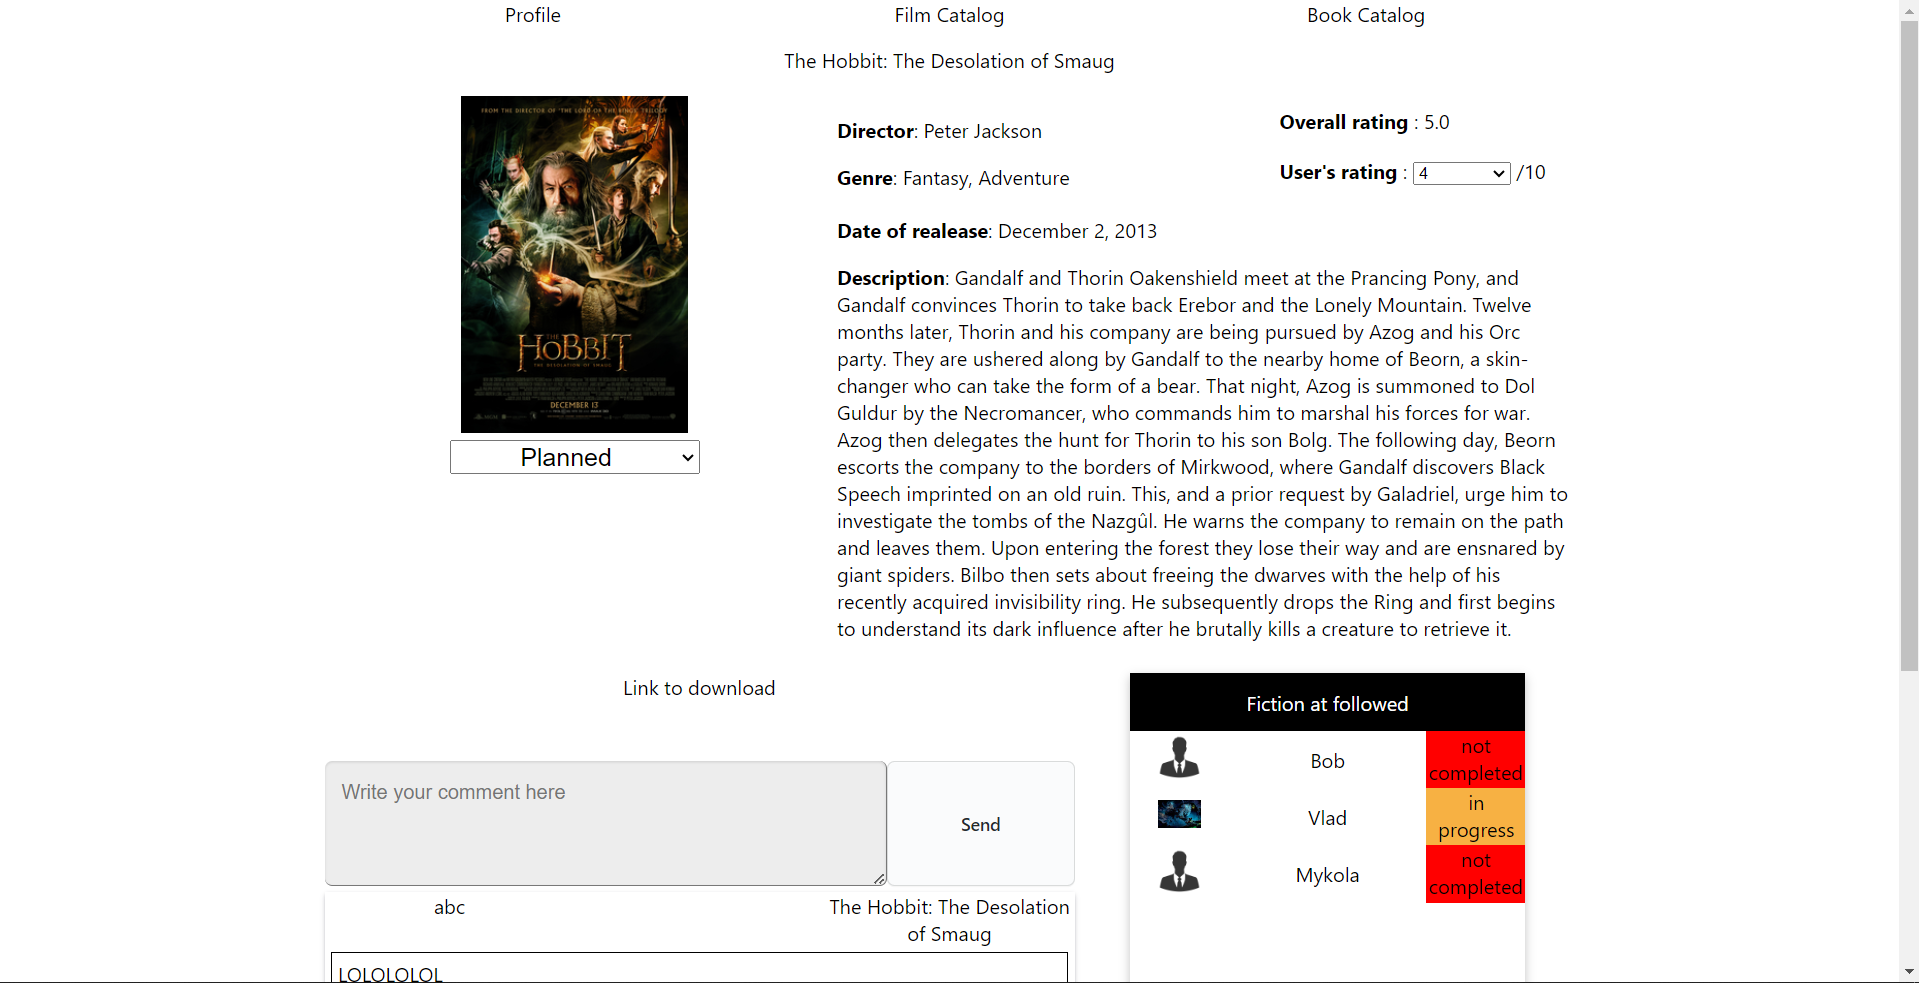 Profile
Film Catalog
Book Catalog
The Hobbit: The Desolation of Smaug
FROM THE DIRECTOR OF "THE LORD OF THE RINGS" TRILOGY
THE
HOBBIT
THE DESOLATION OF SMAUG
DECEMBER 13
Planned
Director: Peter Jackson
Genre: Fantasy, Adventure
Date of realease: December 2, 2013
Overall rating : 5.0
User's rating : 4 /10
Description: Gandalf and Thorin Oakenshield meet at the Prancing Pony, and
Gandalf convinces Thorin to take back Erebor and the Lonely Mountain. Twelve
months later, Thorin and his company are being pursued by Azog and his Orc
party. They are ushered along by Gandalf to the nearby home of Beorn, a skin-
changer who can take the form of a bear. That night, Azog is summoned to Dol
Guldur by the Necromancer, who commands him to marshal his forces for war.
Azog then delegates the hunt for Thorin to his son Bolg. The following day, Beorn
escorts the company to the borders of Mirkwood, where Gandalf discovers Black
Speech imprinted on an old ruin. This, and a prior request by Galadriel, urge him to
investigate the tombs of the Nazgûl. He warns the company to remain on the path
and leaves them. Upon entering the forest they lose their way and are ensnared by
giant spiders. Bilbo then sets about freeing the dwarves with the help of his
recently acquired invisibility ring. He subsequently drops the Ring and first begins
to understand its dark influence after he brutally kills a creature to retrieve it.
Link to download
Write your comment here
Send
abc
The Hobbit: The Desolation
of Smaug
LOLOLOLOL
Fiction at followed
Bob
not
completed
Vlad
in
progress
Mykola
not
completed